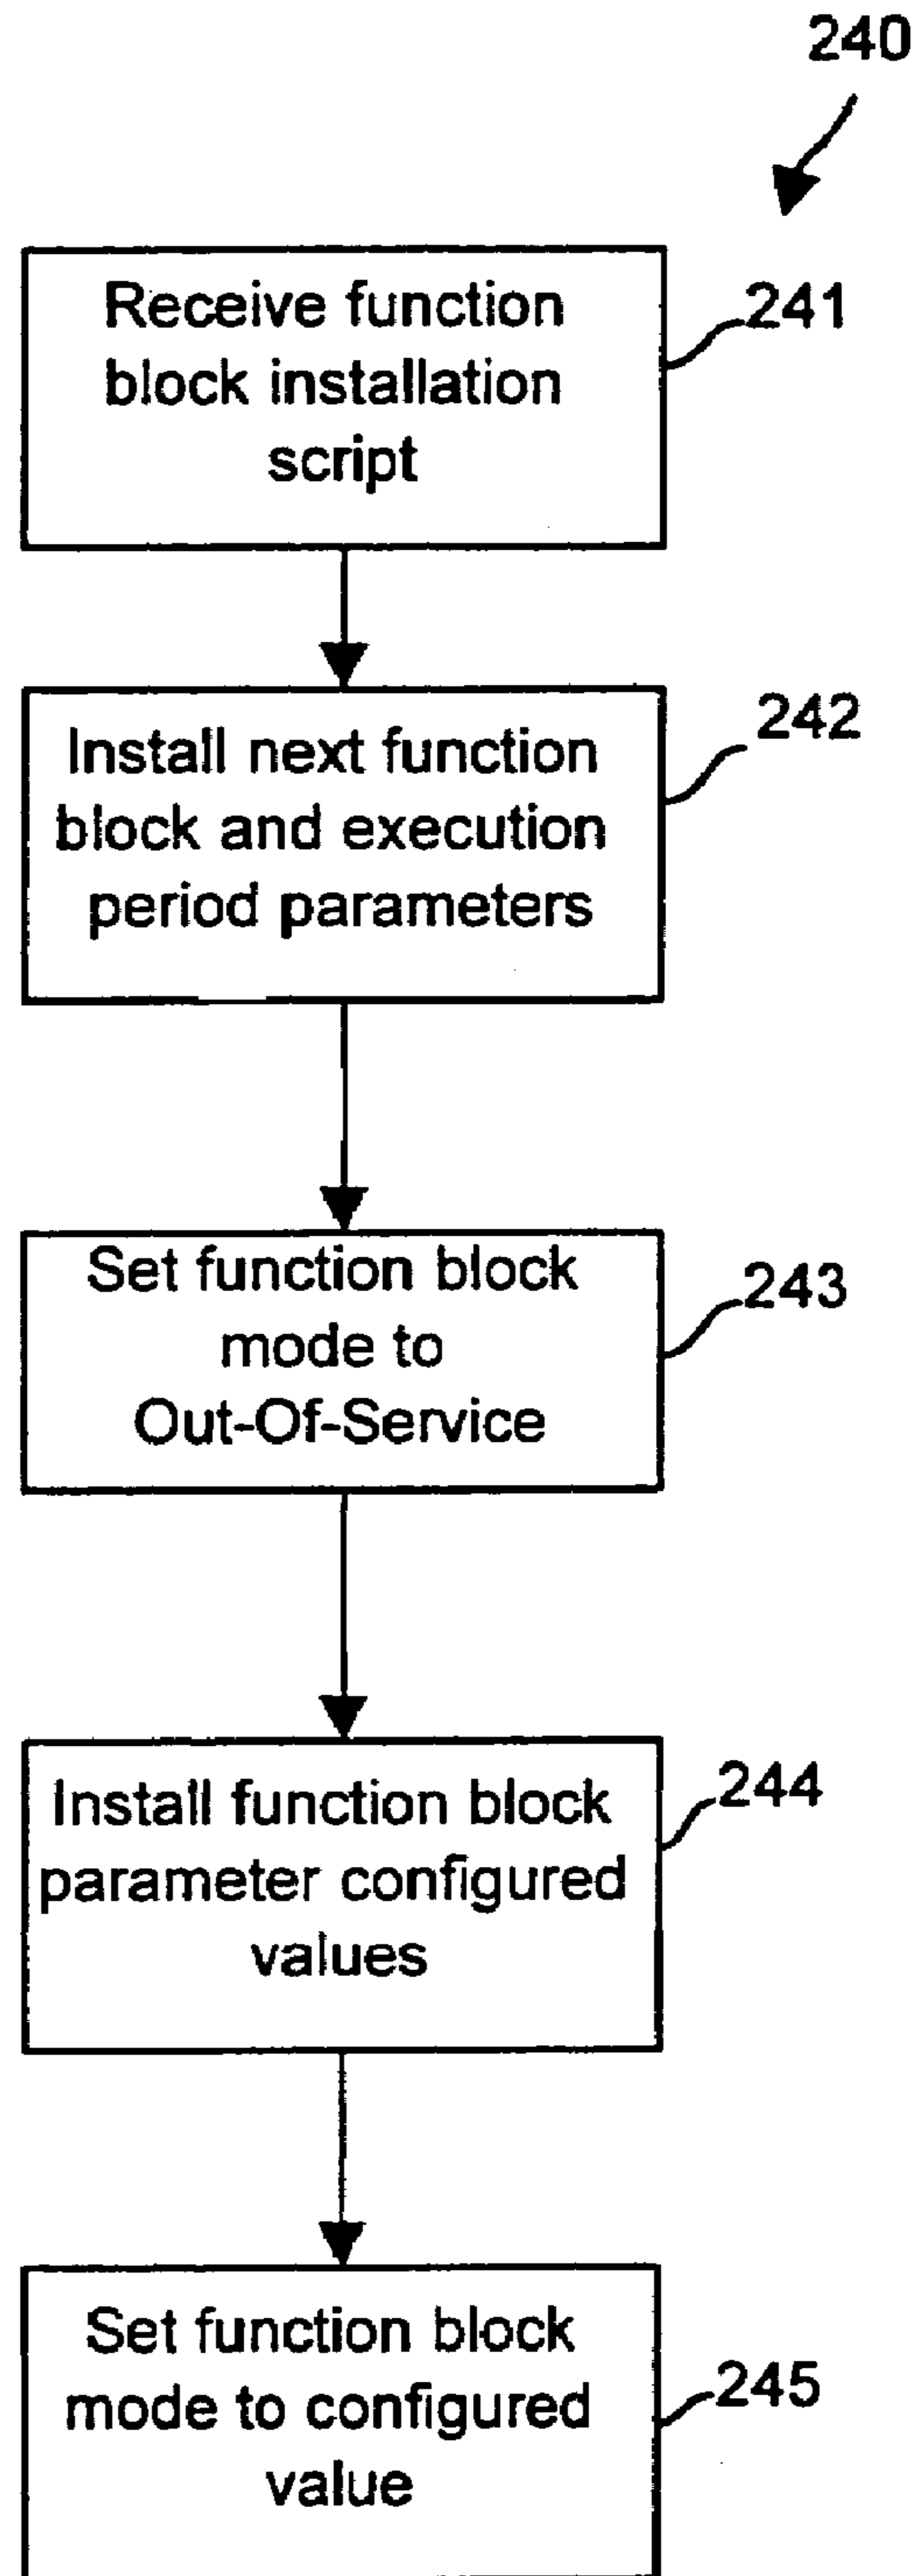 240
Receive function
block installation
script
241
Install next function
block and execution
period parameters
242
Set function block
mode to
Out-Of-Service
243
Install function block
parameter configured
values
244
Set function block
mode to configured
value
245